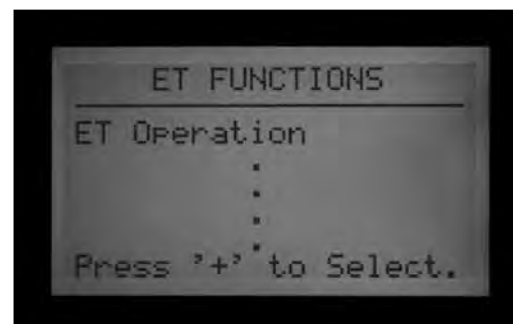 ET FUNCTIONS
ET Operation
.
.
.
.
Press '+' to Select.